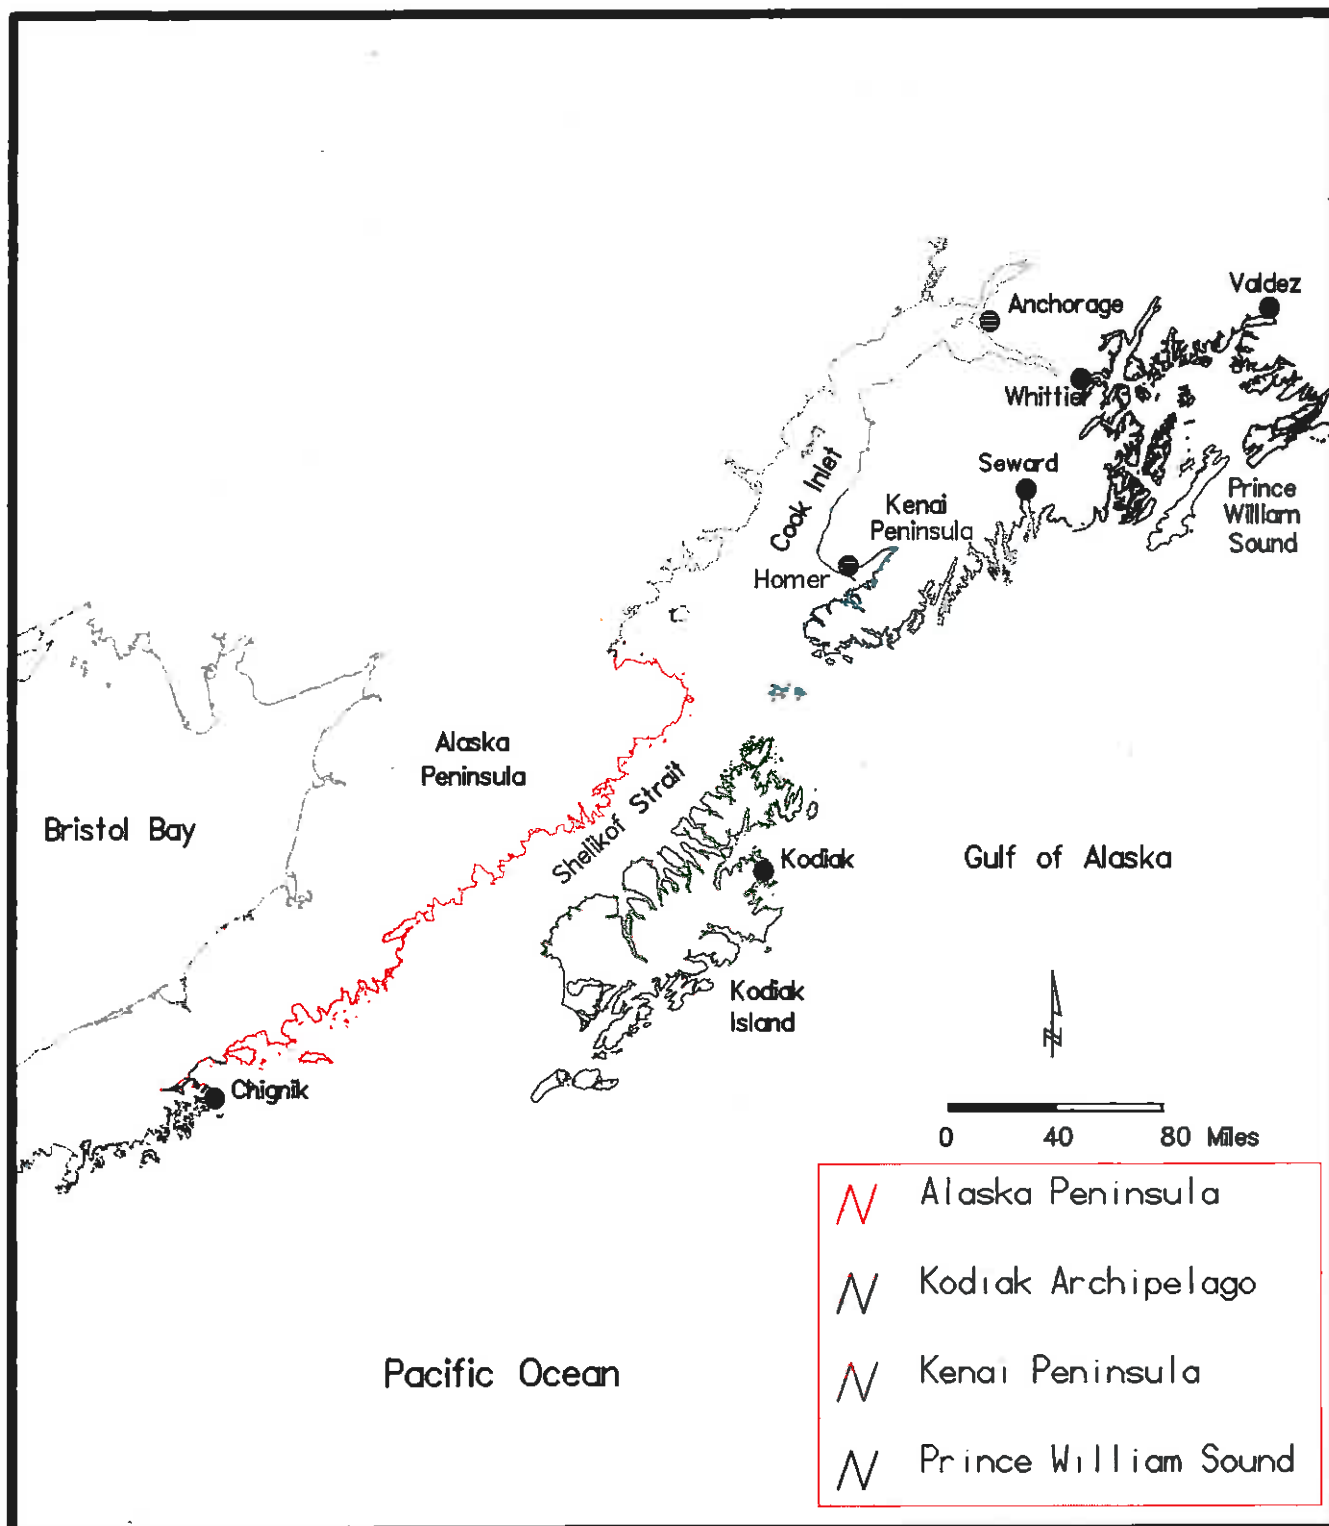 Valdez
Anchorage
Whittier
Seward
Prince
William
Sound
Kenai
Peninsula
Cook Inlet
Homer
Alaska
Peninsula
Shelikof Strait
Bristol Bay
Kodiak
Gulf of Alaska
Kodiak
Island
N
Chignik
0 40 80 Miles
Alaska Peninsula
Kodiak Archipelago
Kenai Peninsula
Prince William Sound
Pacific Ocean